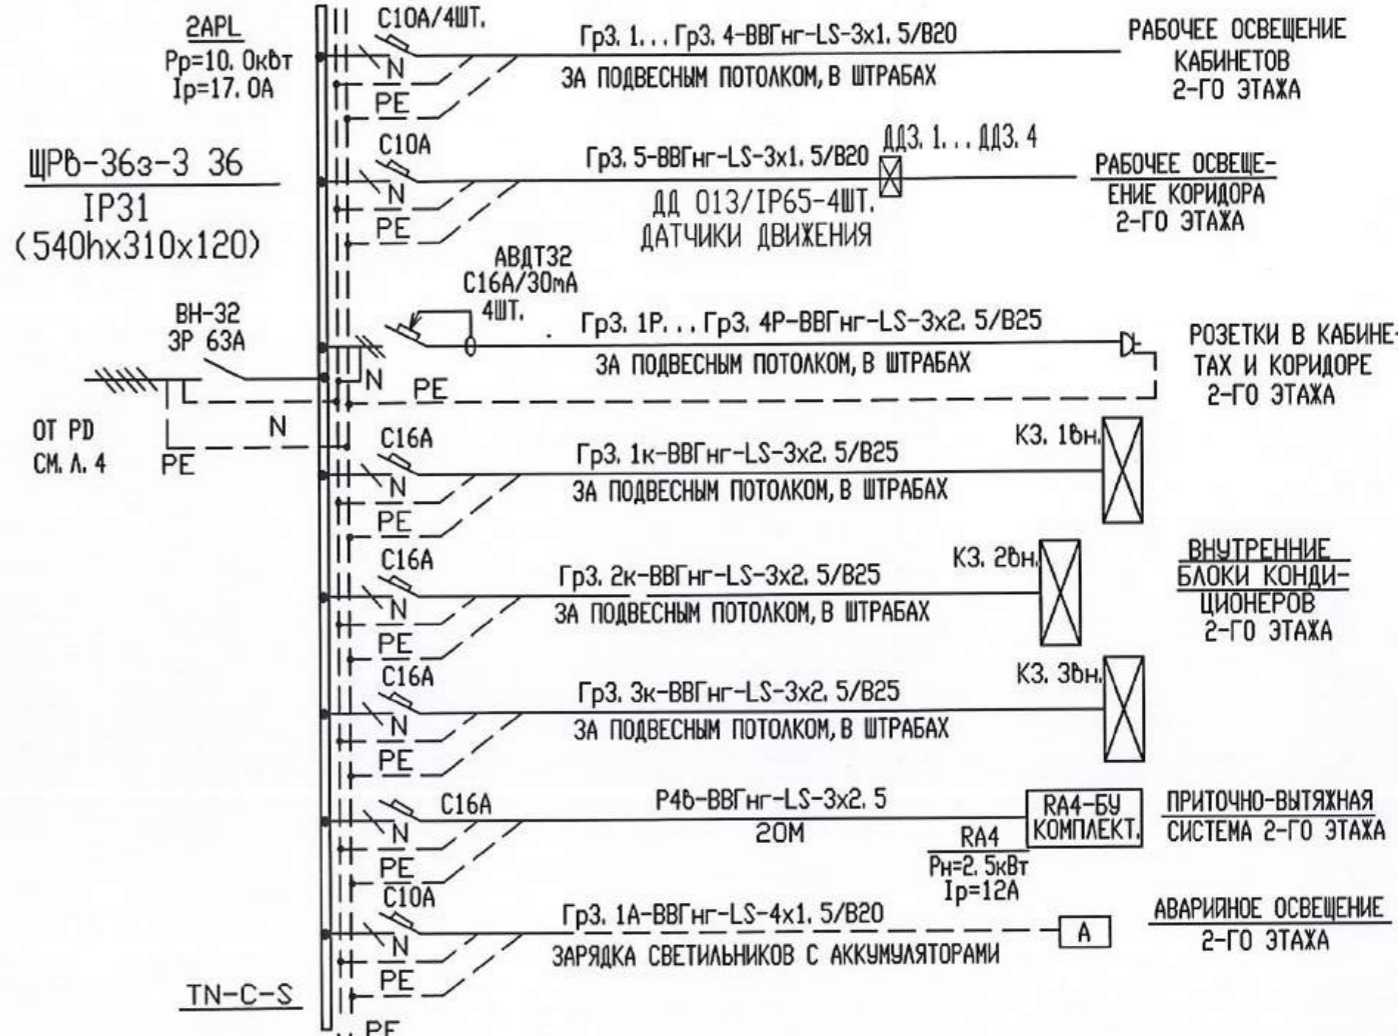 2APL
Рр=10. 0кВт
Iр=17. 0А
ЩРв-36з-3 36
IP31
(540hх310х120)
ВН-32
3Р 63А
ОТ PD
СМ. Л. 4
N
PE
TN-C-S
С10А/4ШТ.
N
PE
Гр3. 1... Гр3. 4-ВВГнг-LS-3х1. 5/В20
ЗА ПОДВЕСНЫМ ПОТОЛКОМ, В ШТРАБАХ
РАБОЧЕЕ ОСВЕЩЕНИЕ
КАБИНЕТОВ
2-ГО ЭТАЖА
С10А
N
PE
Гр3. 5-ВВГнг-LS-3х1. 5/В20
ДД3. 1... ДД3. 4
ДД 013/IP65-4ШТ.
ДАТЧИКИ ДВИЖЕНИЯ
РАБОЧЕЕ ОСВЕЩЕ-
ЕНИЕ КОРИДОРА
2-ГО ЭТАЖА
АВДТ32
С16А/30мА
4ШТ.
N
PE
Гр3. 1Р... Гр3. 4Р-ВВГнг-LS-3х2. 5/В25
ЗА ПОДВЕСНЫМ ПОТОЛКОМ, В ШТРАБАХ
РОЗЕТКИ В КАБИНЕ-
ТАХ И КОРИДОРЕ
2-ГО ЭТАЖА
С16А
N
PE
Гр3. 1к-ВВГнг-LS-3х2. 5/В25
ЗА ПОДВЕСНЫМ ПОТОЛКОМ, В ШТРАБАХ
К3. 1вн.
С16А
N
PE
Гр3. 2к-ВВГнг-LS-3х2. 5/В25
ЗА ПОДВЕСНЫМ ПОТОЛКОМ, В ШТРАБАХ
К3. 2вн.
ВНУТРЕННИЕ
БЛОКИ КОНДИ-
ЦИОНЕРОВ
2-ГО ЭТАЖА
С16А
N
PE
Гр3. 3к-ВВГнг-LS-3х2. 5/В25
ЗА ПОДВЕСНЫМ ПОТОЛКОМ, В ШТРАБАХ
К3. 3вн.
С16А
N
PE
Р4в-ВВГнг-LS-3х2. 5
20М
RA4
Рн=2. 5кВт
Iр=12А
RA4-БУ
КОМПЛЕКТ.
ПРИТОЧНО-ВЫТЯЖНАЯ
СИСТЕМА 2-ГО ЭТАЖА
С10А
N
PE
Гр3. 1А-ВВГнг-LS-4х1. 5/В20
ЗАРЯДКА СВЕТИЛЬНИКОВ С АККУМУЛЯТОРАМИ
А
АВАРИЙНОЕ ОСВЕЩЕНИЕ
2-ГО ЭТАЖА
PE